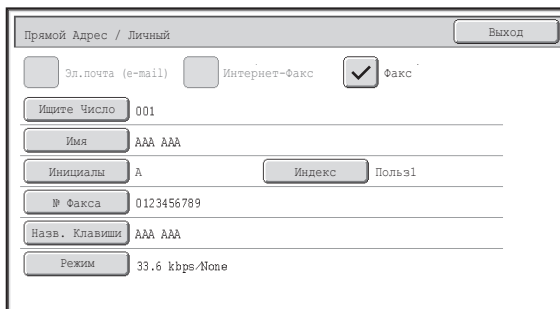 Прямой Адрес / Личный Выход
Эл.почта (e-mail) Интернет-Факс Факс
Ищите Число 001
Имя AAA AAA
Инициалы A Индекс Польз1
№ Факса 0123456789
Назв. Клавиши AAA AAA
Режим 33.6 kbps/None